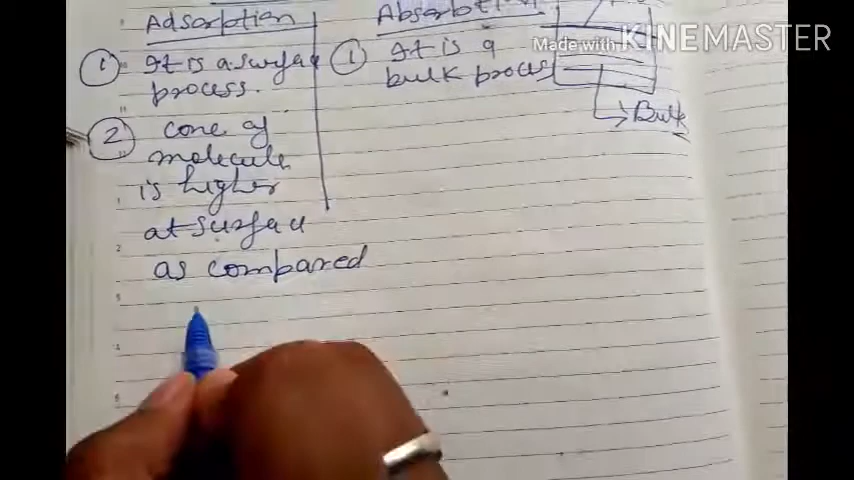 Adsorption
① It is a surface
process.
② conc of
molecule
is higher
at surface
as compared
Absorption
① It is a
bulk process
Bulk
Made with KINEMASTER